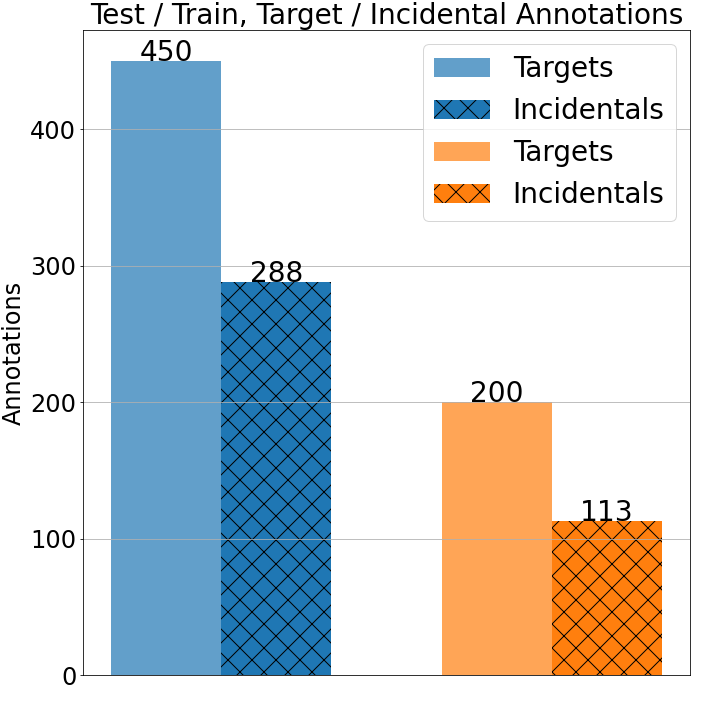 Test / Train, Target / Incidental Annotations
450
Targets
Incidentals
Targets
Incidentals
400
300
288
Annotations
200
200
113
100
0